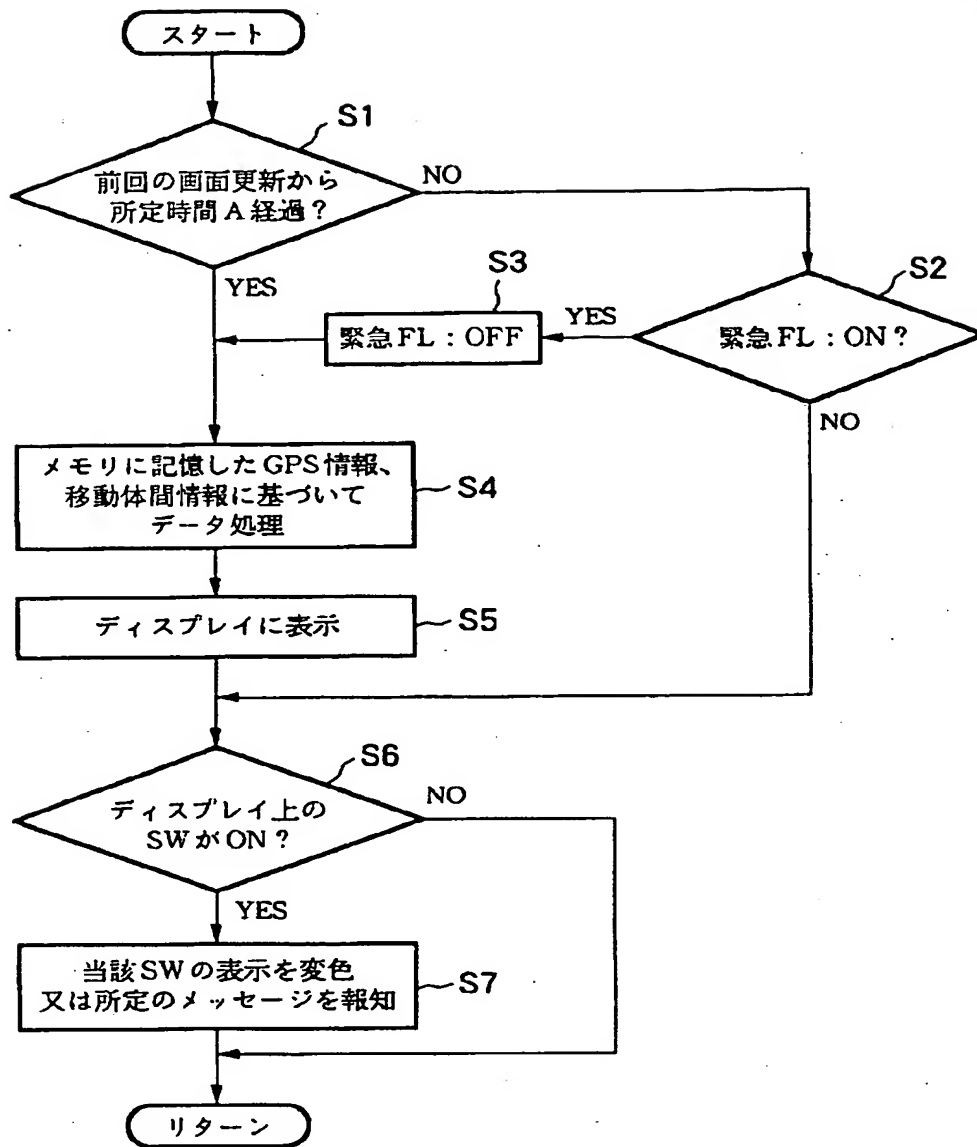 スタート
S1
前回の画面更新から
所定時間A経過？
NO
YES
S2
緊急FL：ON？
YES
NO
S3
緊急FL：OFF
メモリに記憶したGPS情報、
移動体間情報に基づいて
データ処理
S4
ディスプレイに表示
S5
S6
ディスプレイ上の
SWがON？
NO
YES
当該SWの表示を変色
又は所定のメッセージを報知
S7
リターン